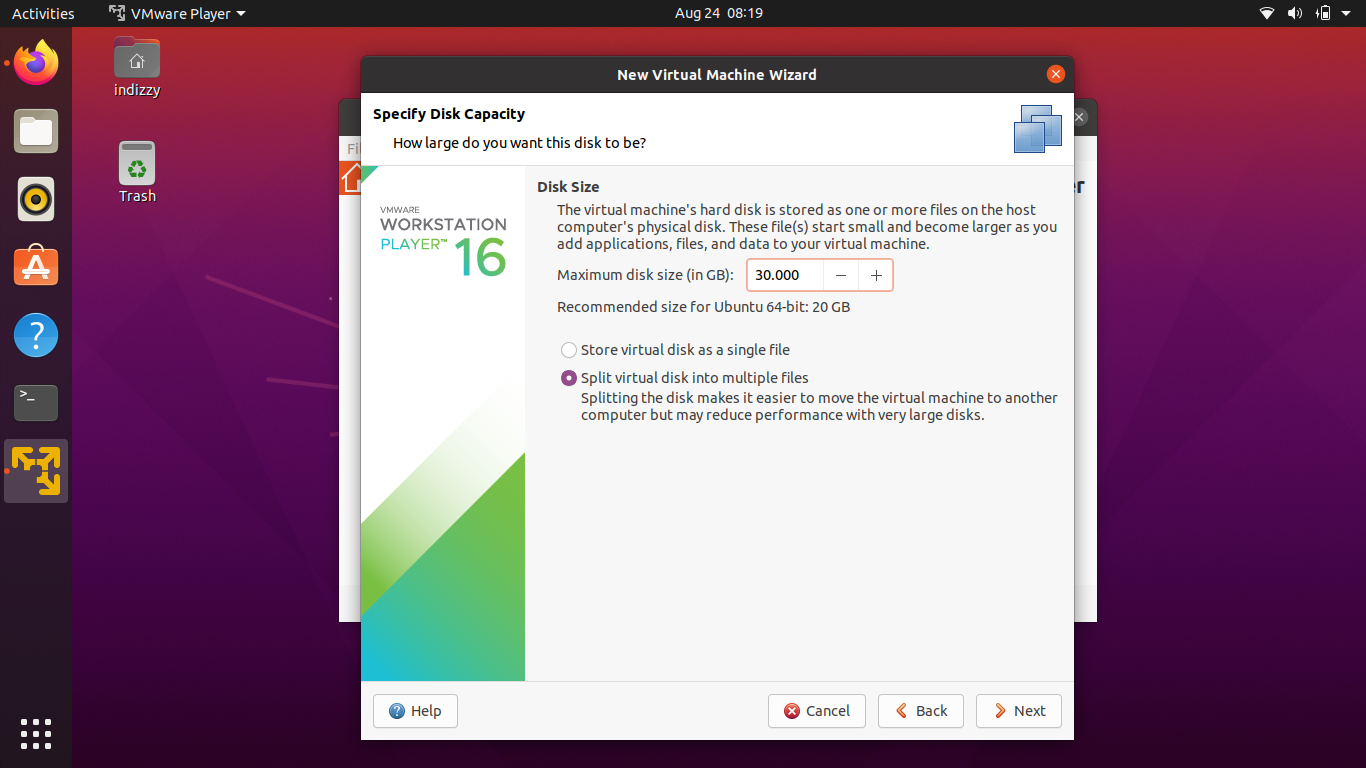 Activities
VMware Player
Aug 24 08:19
indizzy
Trash
New Virtual Machine Wizard
Specify Disk Capacity
How large do you want this disk to be?
Fi
er
VMWARE
WORKSTATION
PLAYER™ 16
Disk Size
The virtual machine's hard disk is stored as one or more files on the host
computer's physical disk. These file(s) start small and become larger as you
add applications, files, and data to your virtual machine.
Maximum disk size (in GB): 30.000
Recommended size for Ubuntu 64-bit: 20 GB
Store virtual disk as a single file
Split virtual disk into multiple files
Splitting the disk makes it easier to move the virtual machine to another
computer but may reduce performance with very large disks.
Help
Cancel
Back
Next